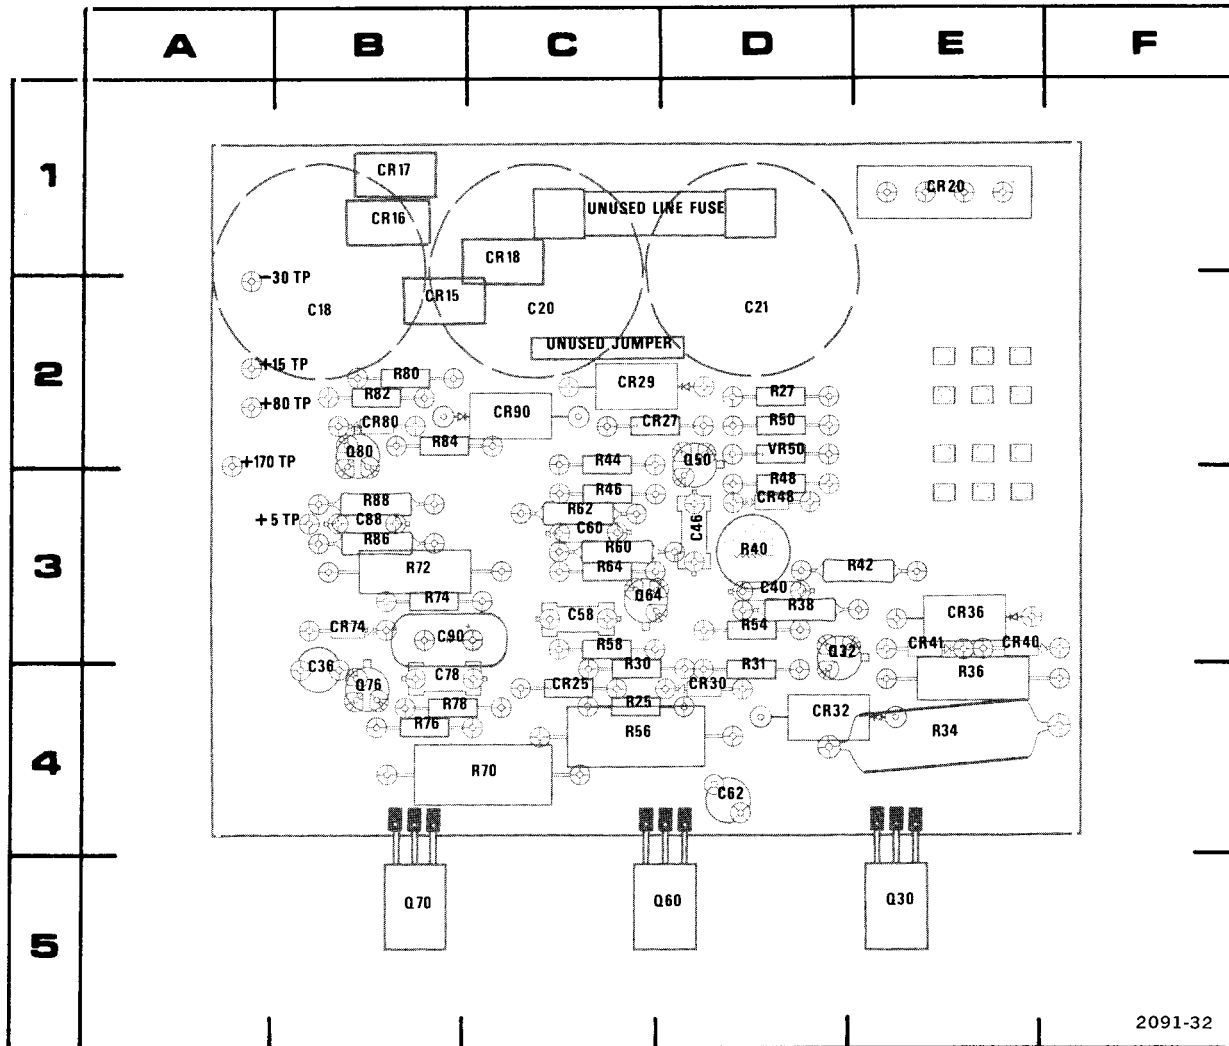 A B C D E F
1
CR17
CR20
CR16 UNUSED LINE FUSE
CR18
-30 TP
CR15
C18 C20 C21
UNUSED JUMPER
2
+15 TP R80
CR29
R82 R27
+80 TP CR90
CR80 CR27 R50
R84
Q80 VR50
+170 TP R44 Q50
R48
R46 CR48
R88
R62
+5 TP C88 C60 C46
R86
R60 R40
3
R72 R64 R42
C40
R74 Q64
R38 CR36
C58
CR74 C90 R54
R58 Q32 CR41 CR40
C36 R30 R31 R36
C78
Q76 CR25 CR30
R78 R25 CR32
R76 R56 R34
4
R70
C62
Q70 Q60 Q30
5
2091-32